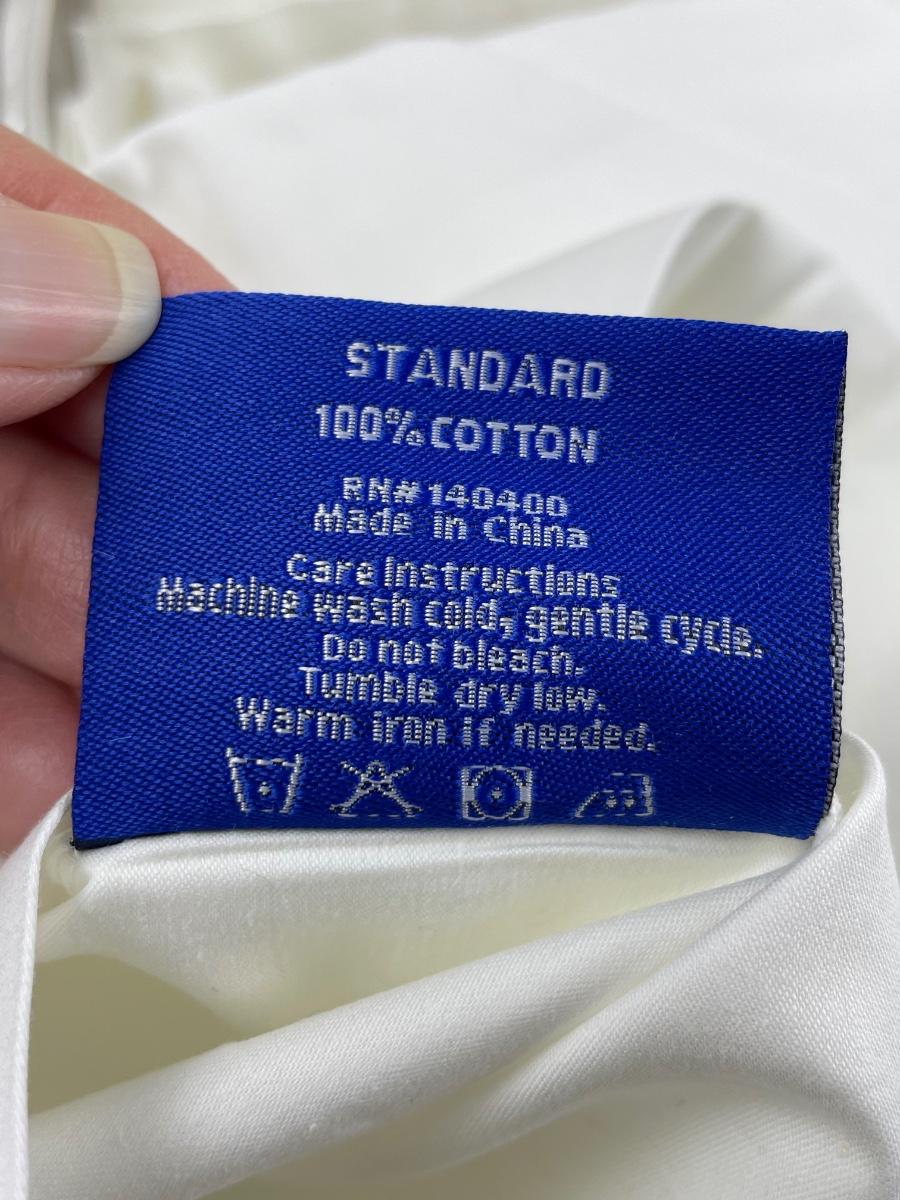 STANDARD
100% COTTON
RN# 140400
Made in China
Care Instructions
Machine wash cold, gentle cycle.
Do not bleach.
Tumble dry low.
Warm iron if needed.